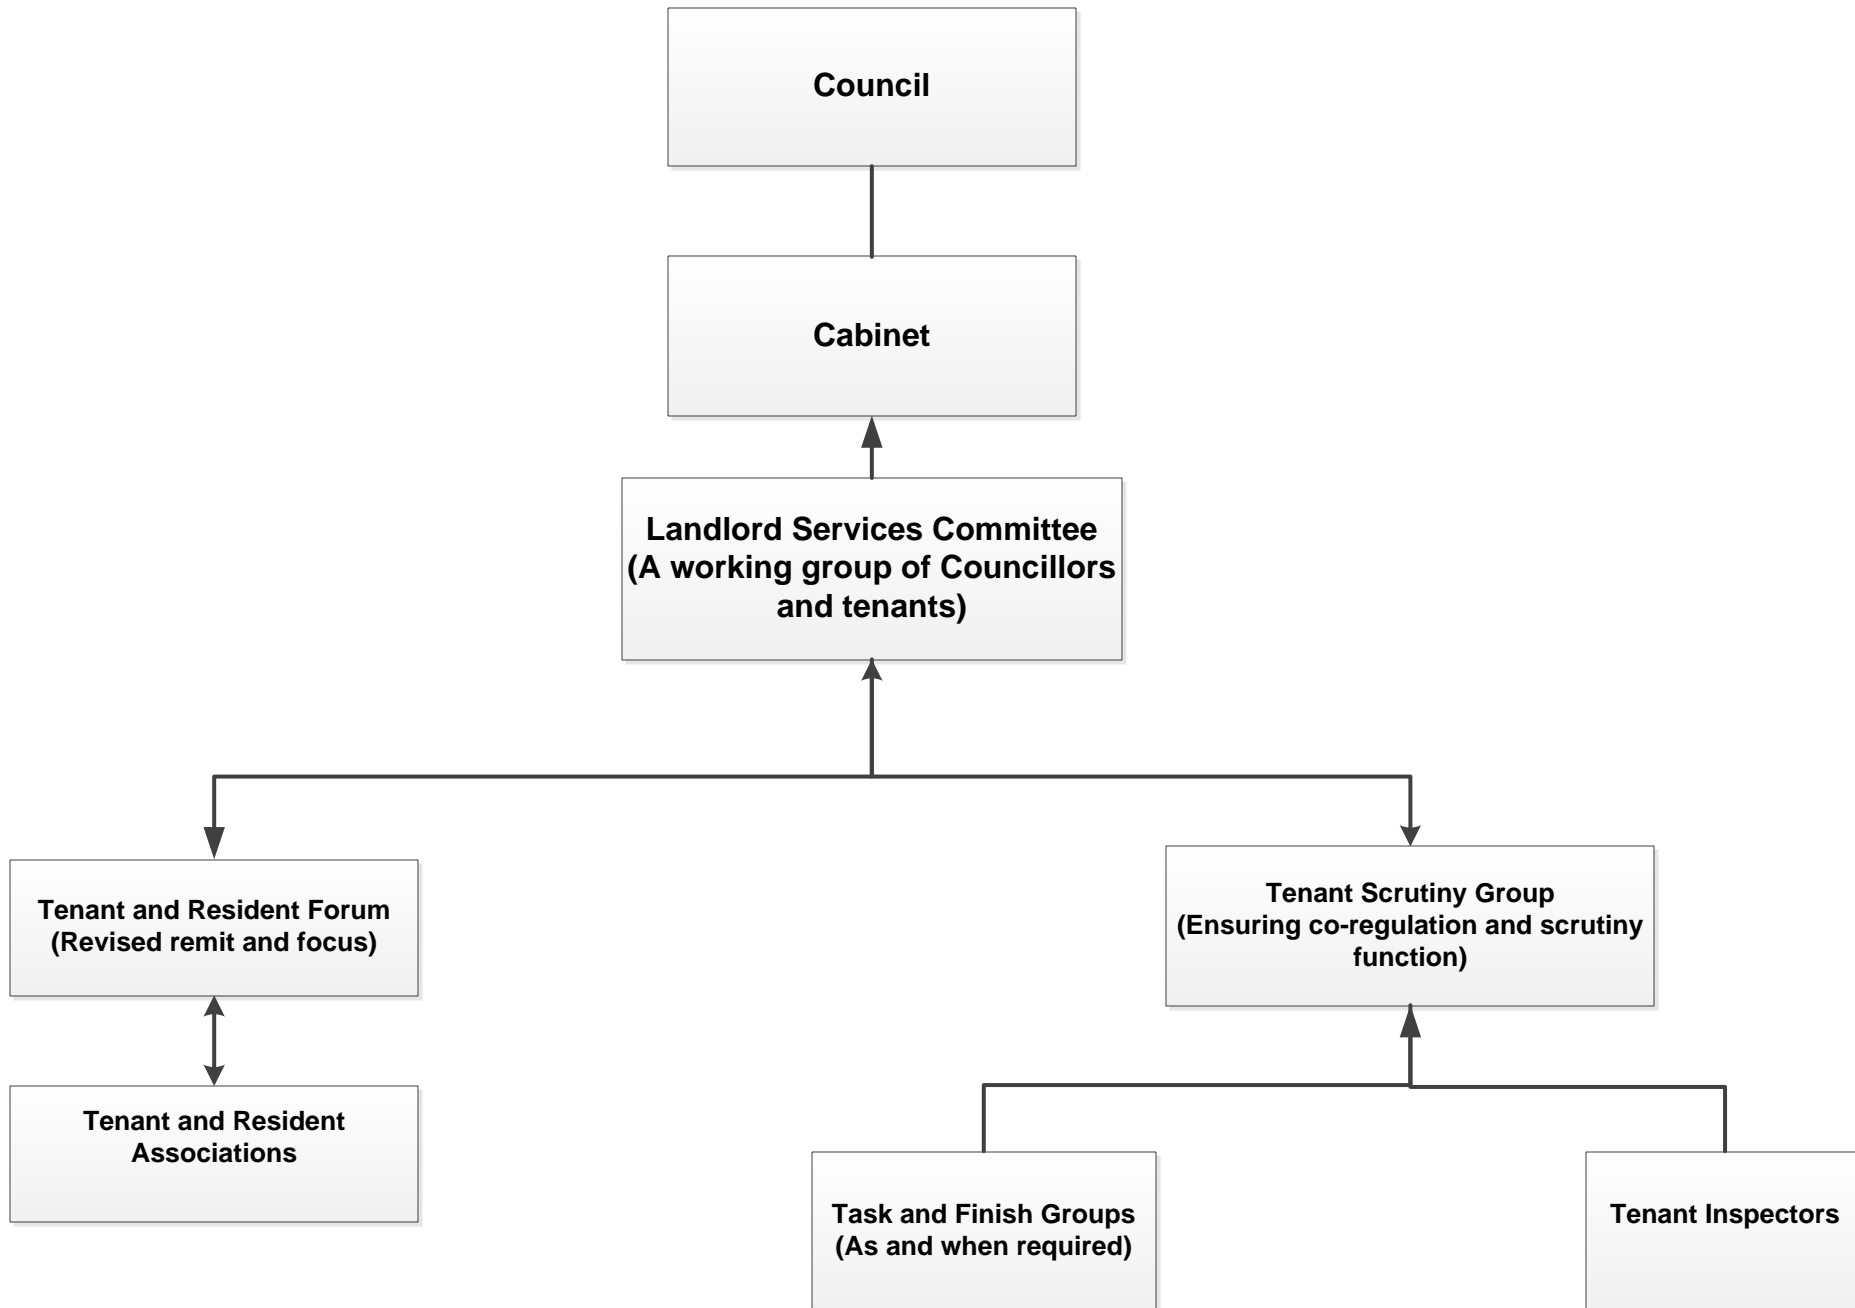 Council
Cabinet
Landlord Services Committee
(A working group of Councillors
and tenants)
Tenant and Resident Forum
(Revised remit and focus)
Tenant Scrutiny Group
(Ensuring co-regulation and scrutiny
function)
Tenant and Resident
Associations
Task and Finish Groups
(As and when required)
Tenant Inspectors